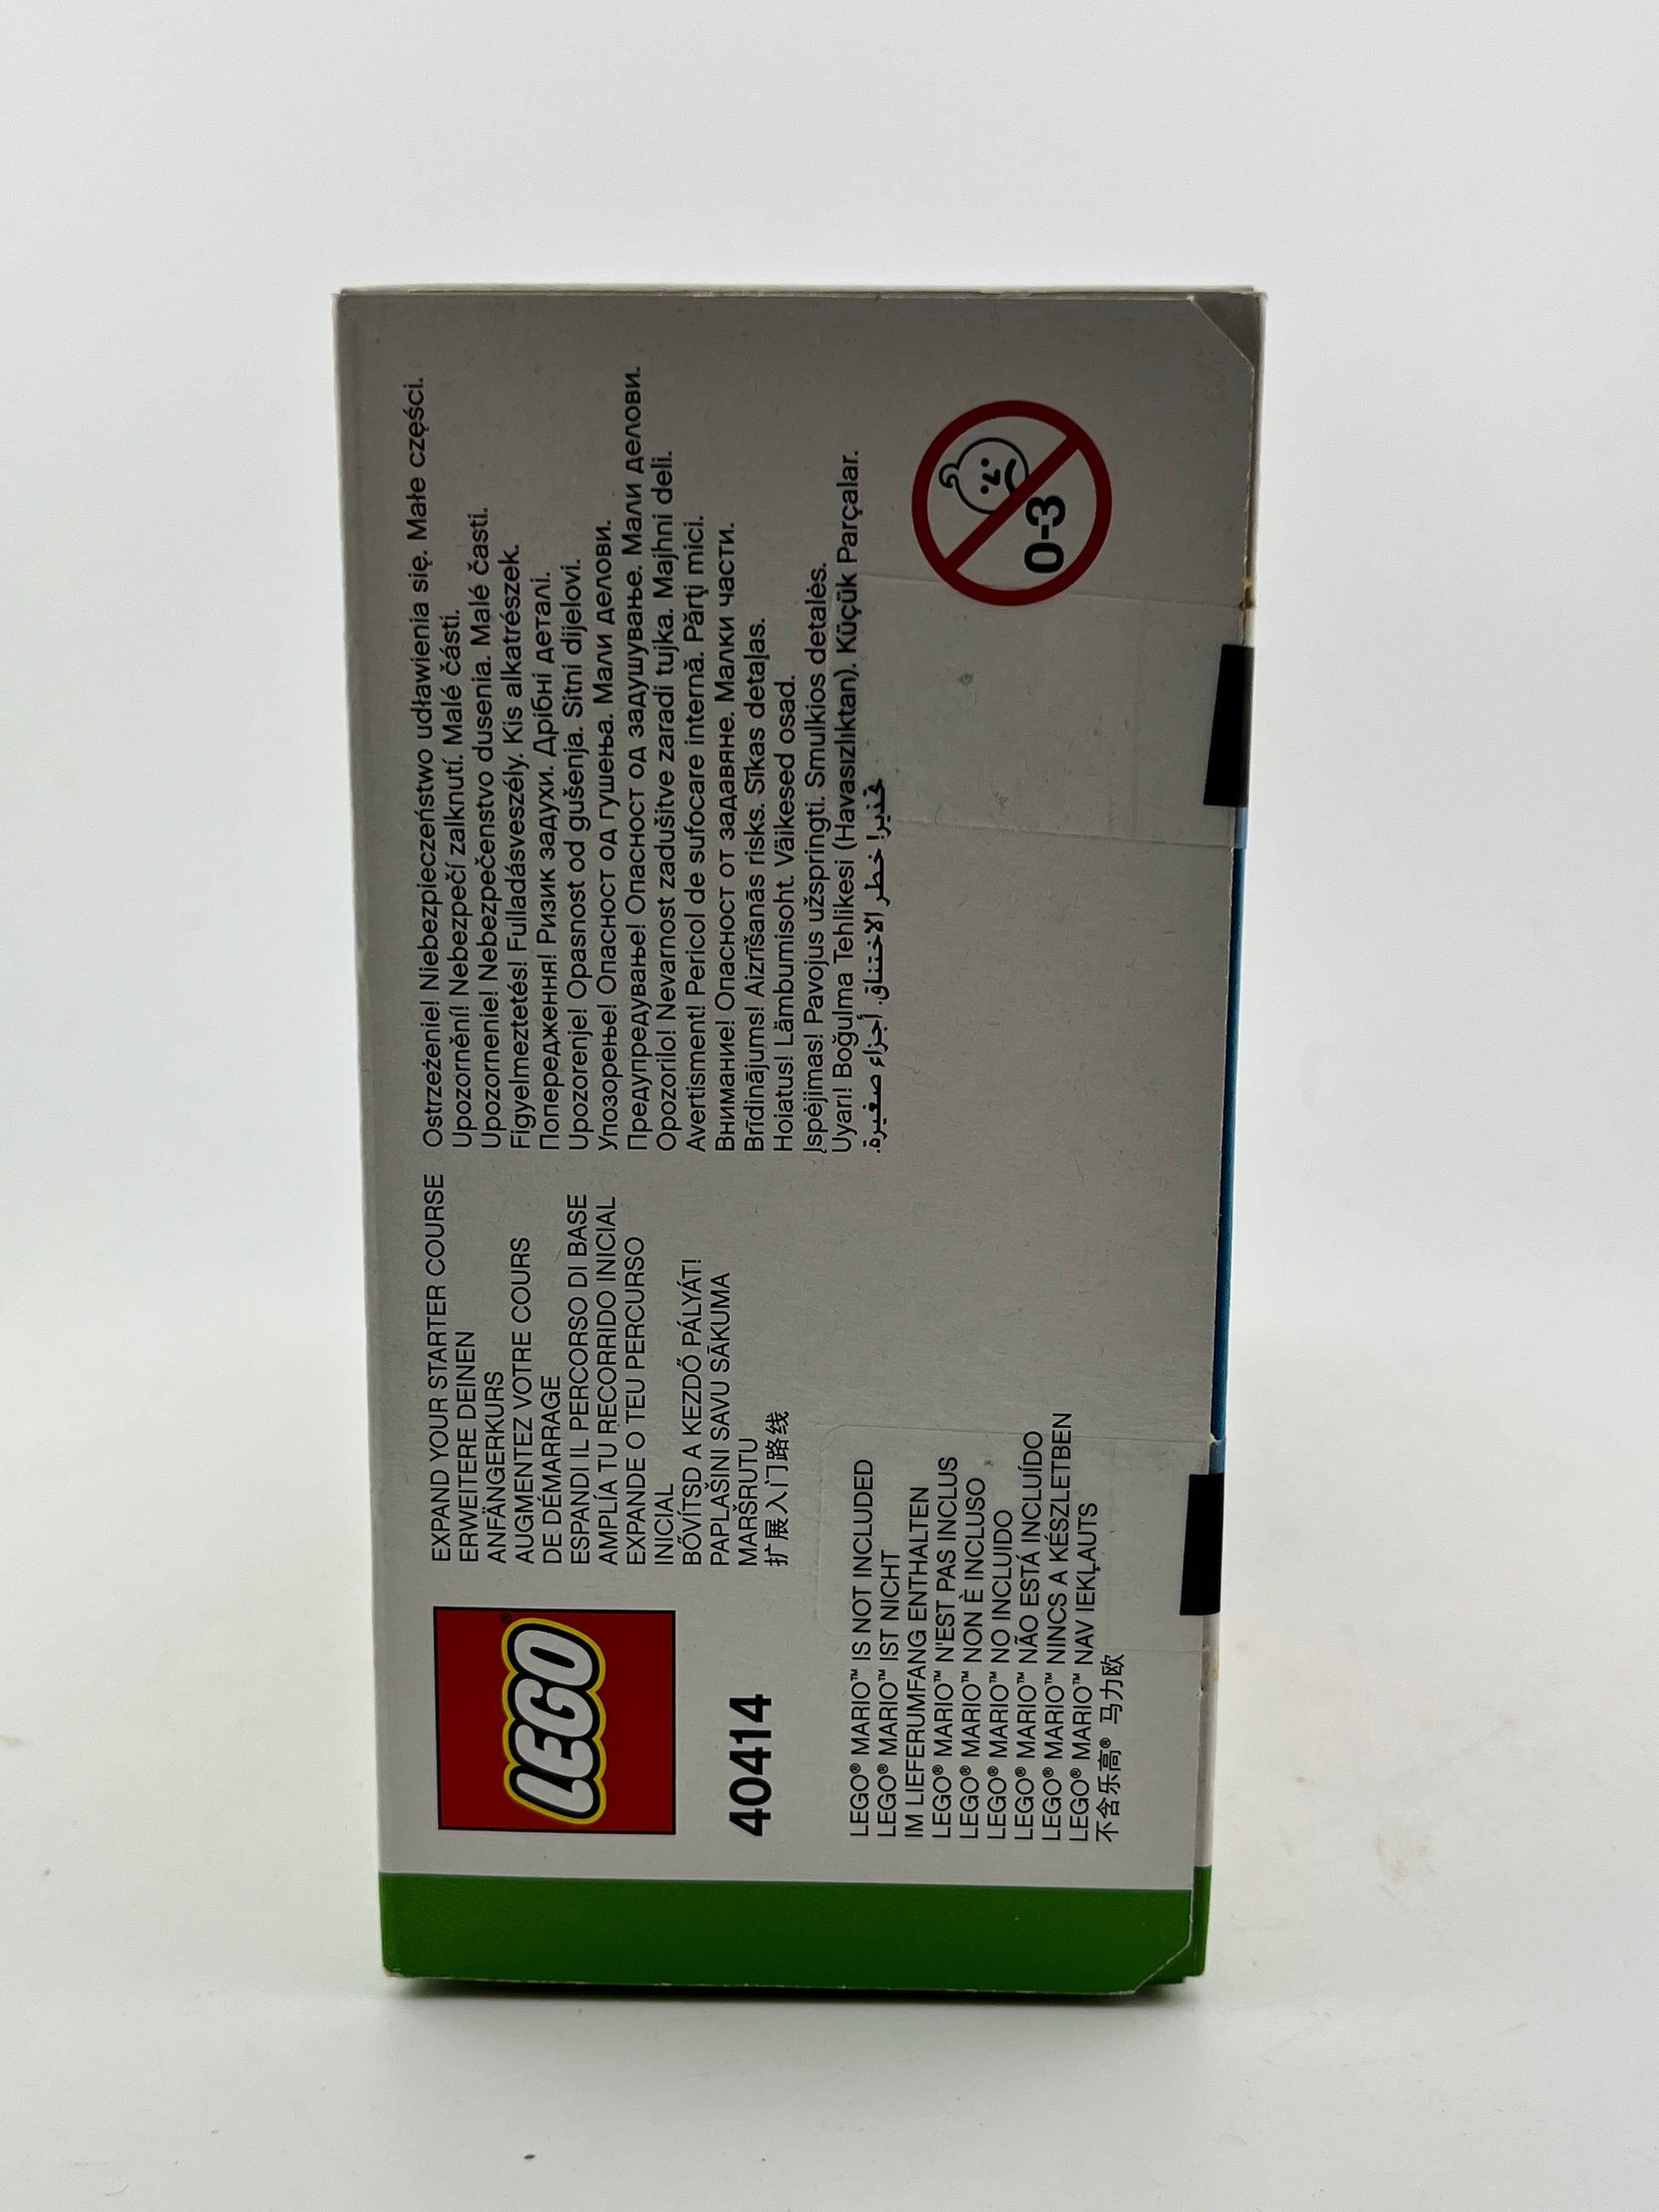 LEGO®
40414
EXPAND YOUR STARTER COURSE
ERWEITERE DEINEN
ANFÄNGERKURS
AUGMENTEZ VOTRE COURS
DE DÉMARRAGE
ESPANDI IL PERCORSO DI BASE
AMPLÍA TU RECORRIDO INICIAL
EXPANDE O TEU PERCURSO
INICIAL
BŐVÍTSD A KEZDŐ PÁLYÁT!
PAPLAŠINI SAVU SĀKUMA
MARŠRUTU
扩展入门路线
LEGO® MARIO™ IS NOT INCLUDED
LEGO® MARIO™ IST NICHT
IM LIEFERUMFANG ENTHALTEN
LEGO® MARIO™ N'EST PAS INCLUS
LEGO® MARIO™ NON È INCLUSO
LEGO® MARIO™ NO INCLUIDO
LEGO® MARIO™ NÃO ESTÁ INCLUÍDO
LEGO® MARIO™ NINCS A KÉSZLETBEN
LEGO® MARIO™ NAV IEKĻAUTS
不含乐高® 马力欧
Ostrzeżenie! Niebezpieczeństwo udławienia się. Małe części.
Upozornění! Nebezpečí zalknutí. Malé části.
Upozornenie! Nebezpečenstvo dusenia. Malé časti.
Figyelmeztetés! Fulladásveszély. Kis alkatrészek.
Попередження! Ризик задухи. Дрібні деталі.
Upozorenje! Opasnost od gušenja. Sitni dijelovi.
Упозорење! Опасност од гушења. Мали делови.
Предупредување! Опасност од задушување. Мали делови.
Opozorilo! Nevarnost zadušitve zaradi tujka. Majhni deli.
Avertisment! Pericol de sufocare internă. Părţi mici.
Внимание! Опасност от задавяне. Малки части.
Brīdinājums! Aizrīšanās risks. Sīkas detaļas.
Hoiatus! Lämbumisoht. Väikesed osad.
Įspėjimas! Pavojus užspringti. Smulkios detalės.
Uyarı! Boğulma Tehlikesi (Havasızlıktan). Küçük Parçalar.
تحذير! خطر الاختناق. أجزاء صغيرة.
0-3